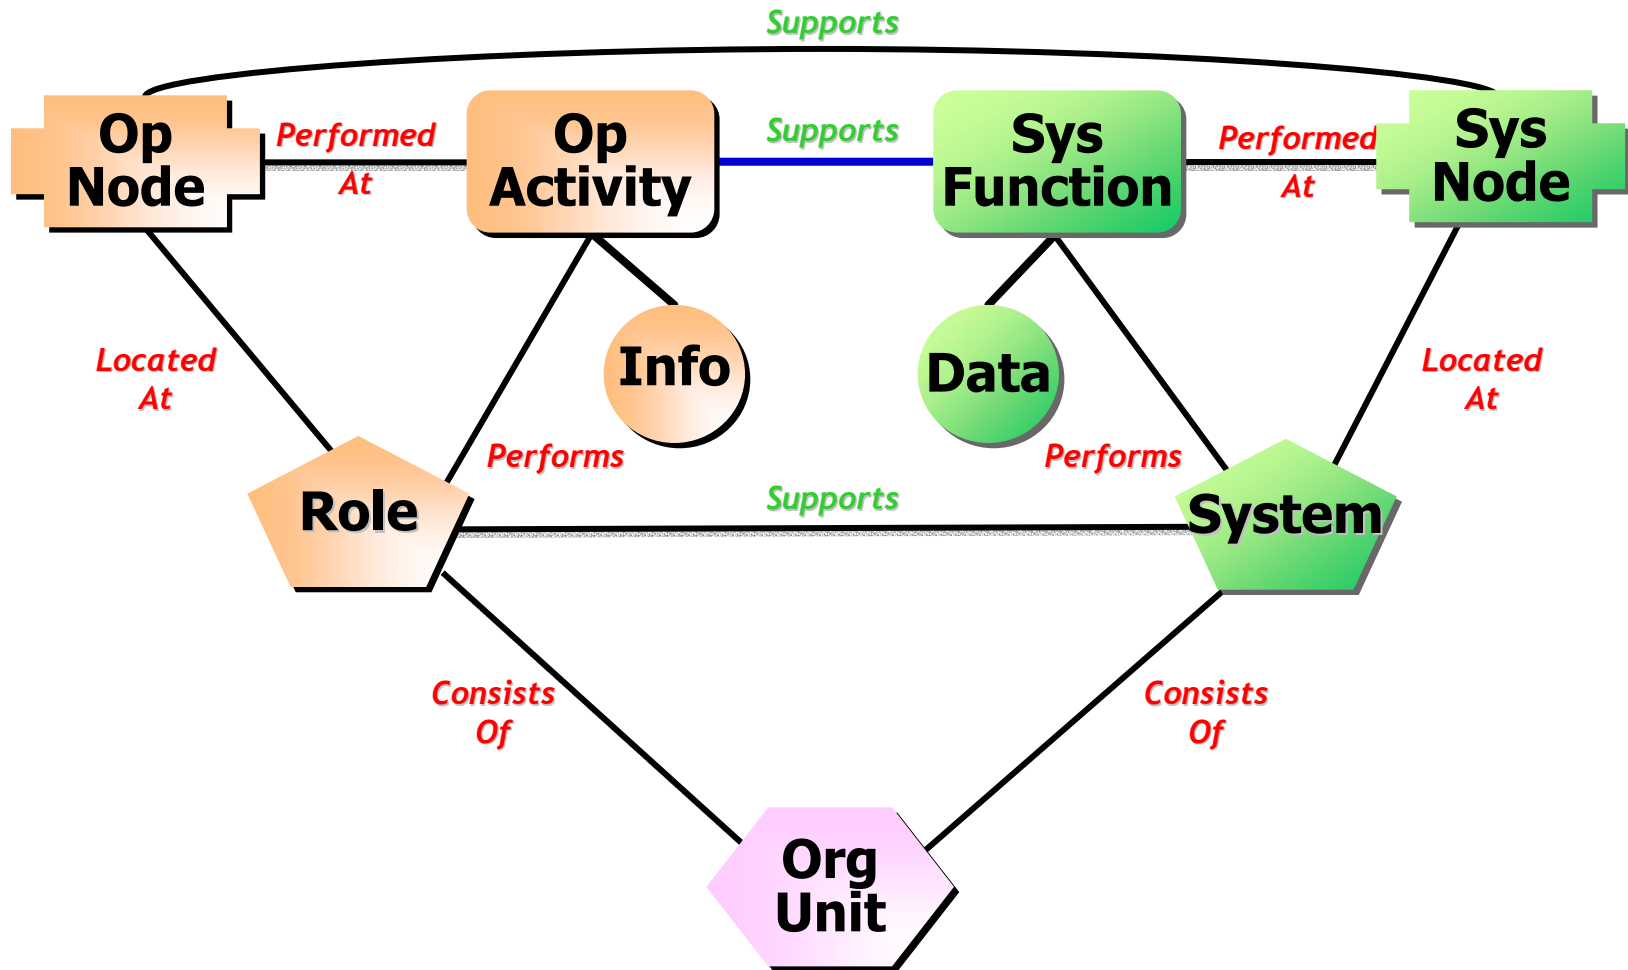 Supports
Op
Node
Performed
At
Op
Activity
Supports
Sys
Function
Performed
At
Sys
Node
Located
At
Info
Data
Located
At
Performs
Performs
Role
Supports
System
Consists
Of
Consists
Of
Org
Unit